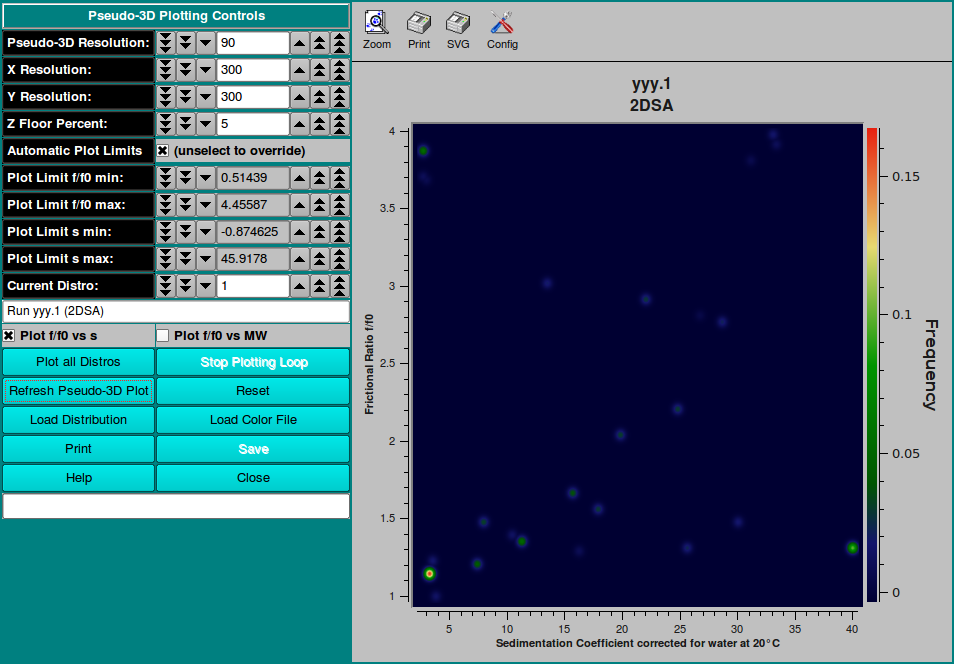 Pseudo-3D Plotting Controls
Pseudo-3D Resolution: 90
X Resolution: 300
Y Resolution: 300
Z Floor Percent: 5
Automatic Plot Limits (unselect to override)
Plot Limit f/f0 min: 0.51439
Plot Limit f/f0 max: 4.45587
Plot Limit s min: -0.874625
Plot Limit s max: 45.9178
Current Distro: 1
Run yyy.1 (2DSA)
Plot f/f0 vs s Plot f/f0 vs MW
Plot all Distros Stop Plotting Loop
Refresh Pseudo-3D Plot Reset
Load Distribution Load Color File
Print Save
Help Close
Zoom Print SVG Config
yyy.1
2DSA
Frictional Ratio f/f0
4
3.5
3
2.5
2
1.5
1
5 10 15 20 25 30 35 40
Sedimentation Coefficient corrected for water at 20°C
0.15
0.1
0.05
0
Frequency